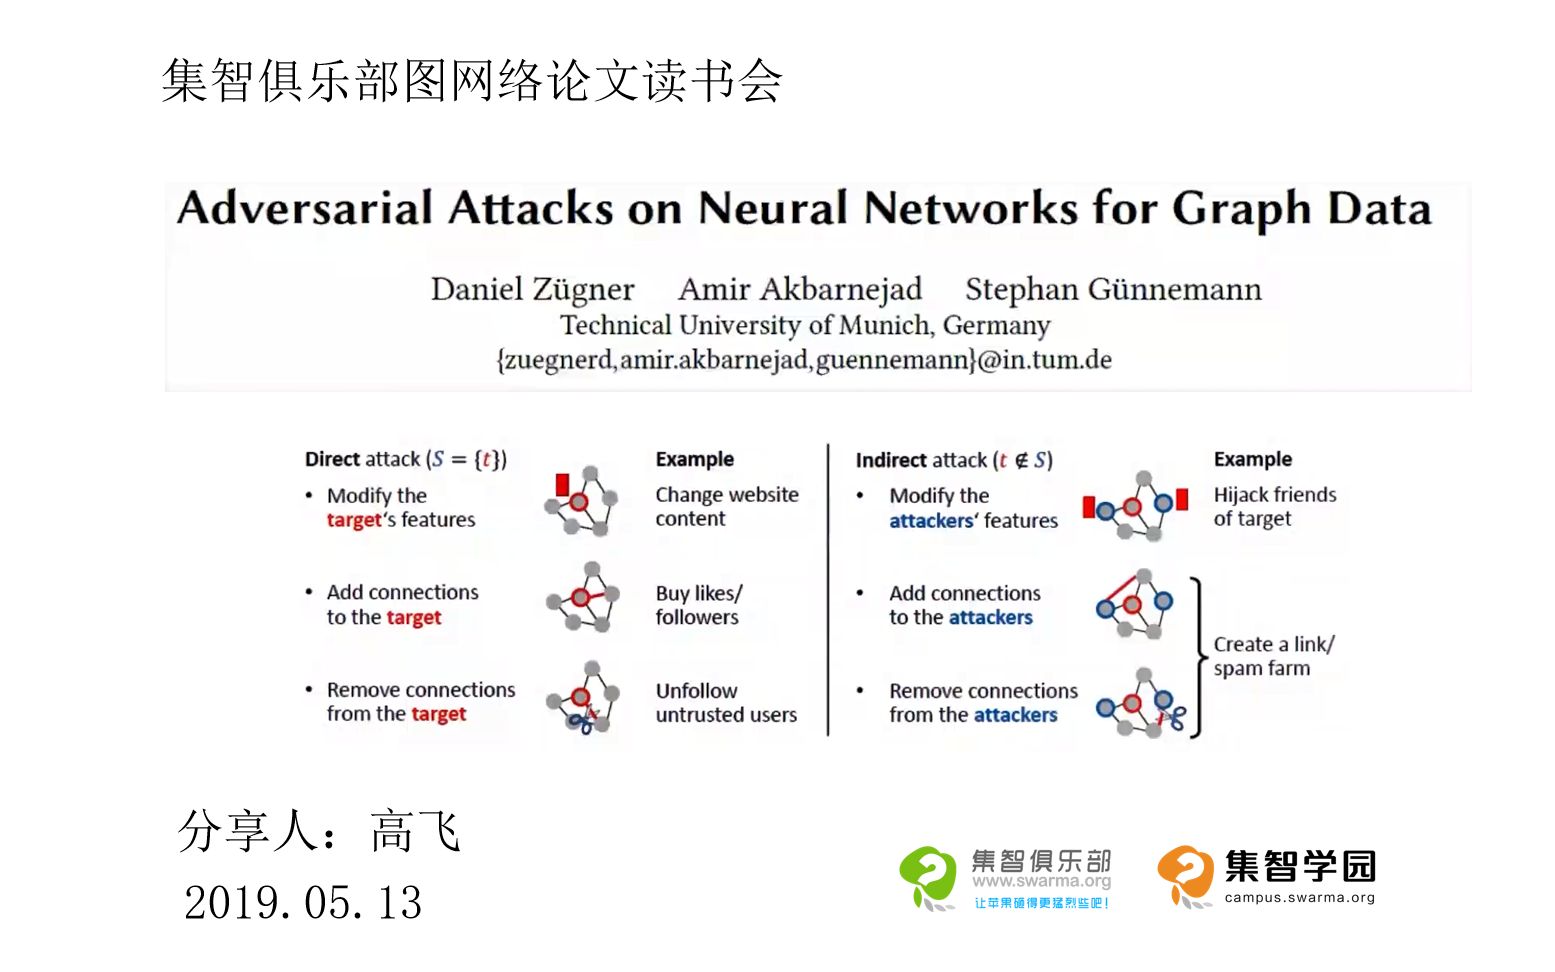 集智俱乐部图网络论文读书会
Adversarial Attacks on Neural Networks for Graph Data
Daniel Zügner Amir Akbarnejad Stephan Günnemann
Technical University of Munich, Germany
{zuegnerd,amir.akbarnejad,guennemann}@in.tum.de
Direct attack (S = {t})
• Modify the
target's features
• Add connections
to the target
• Remove connections
from the target
Example
Change website
content
Buy likes/
followers
Unfollow
untrusted users
Indirect attack (t ∉ S)
• Modify the
attackers' features
• Add connections
to the attackers
• Remove connections
from the attackers
Example
Hijack friends
of target
Create a link/
spam farm
分享人：高飞
2019.05.13
集智俱乐部
www.swarma.org
让苹果砸得更猛烈些吧！
集智学园
campus.swarma.org